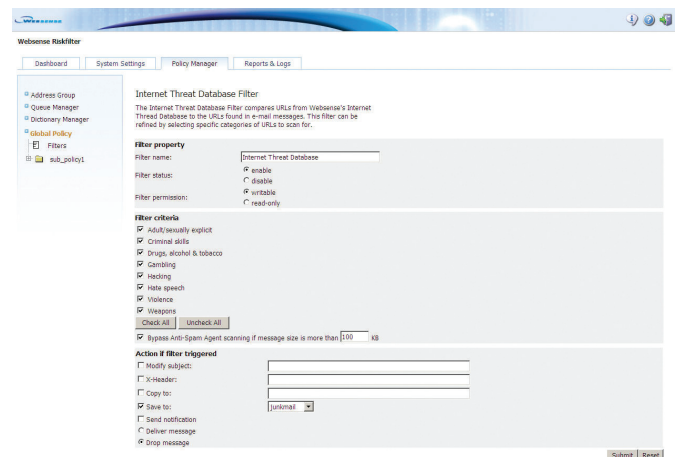 Websense
Websense Riskfilter
Dashboard System Settings Policy Manager Reports & Logs
Address Group
Queue Manager
Dictionary Manager
Global Policy
Filters
sub_policy1
Internet Threat Database Filter
The Internet Threat Database Filter compares URLs from Websense's Internet
Thread Database to the URLs found in e-mail messages. This filter can be
refined by selecting specific categories of URLs to scan for.
Filter property
Filter name: Internet Threat Database
Filter status: enable
disable
Filter permission: writable
read-only
Filter criteria
Adult/sexually explicit
Criminal skills
Drugs, alcohol & tobacco
Gambling
Hacking
Hate speech
Violence
Weapons
Check All Uncheck All
Bypass Anti-Spam Agent scanning if message size is more than 100 KB
Action if filter triggered
Modify subject:
X-Header:
Copy to:
Save to: junkmail
Send notification
Deliver message
Drop message
Submit Reset